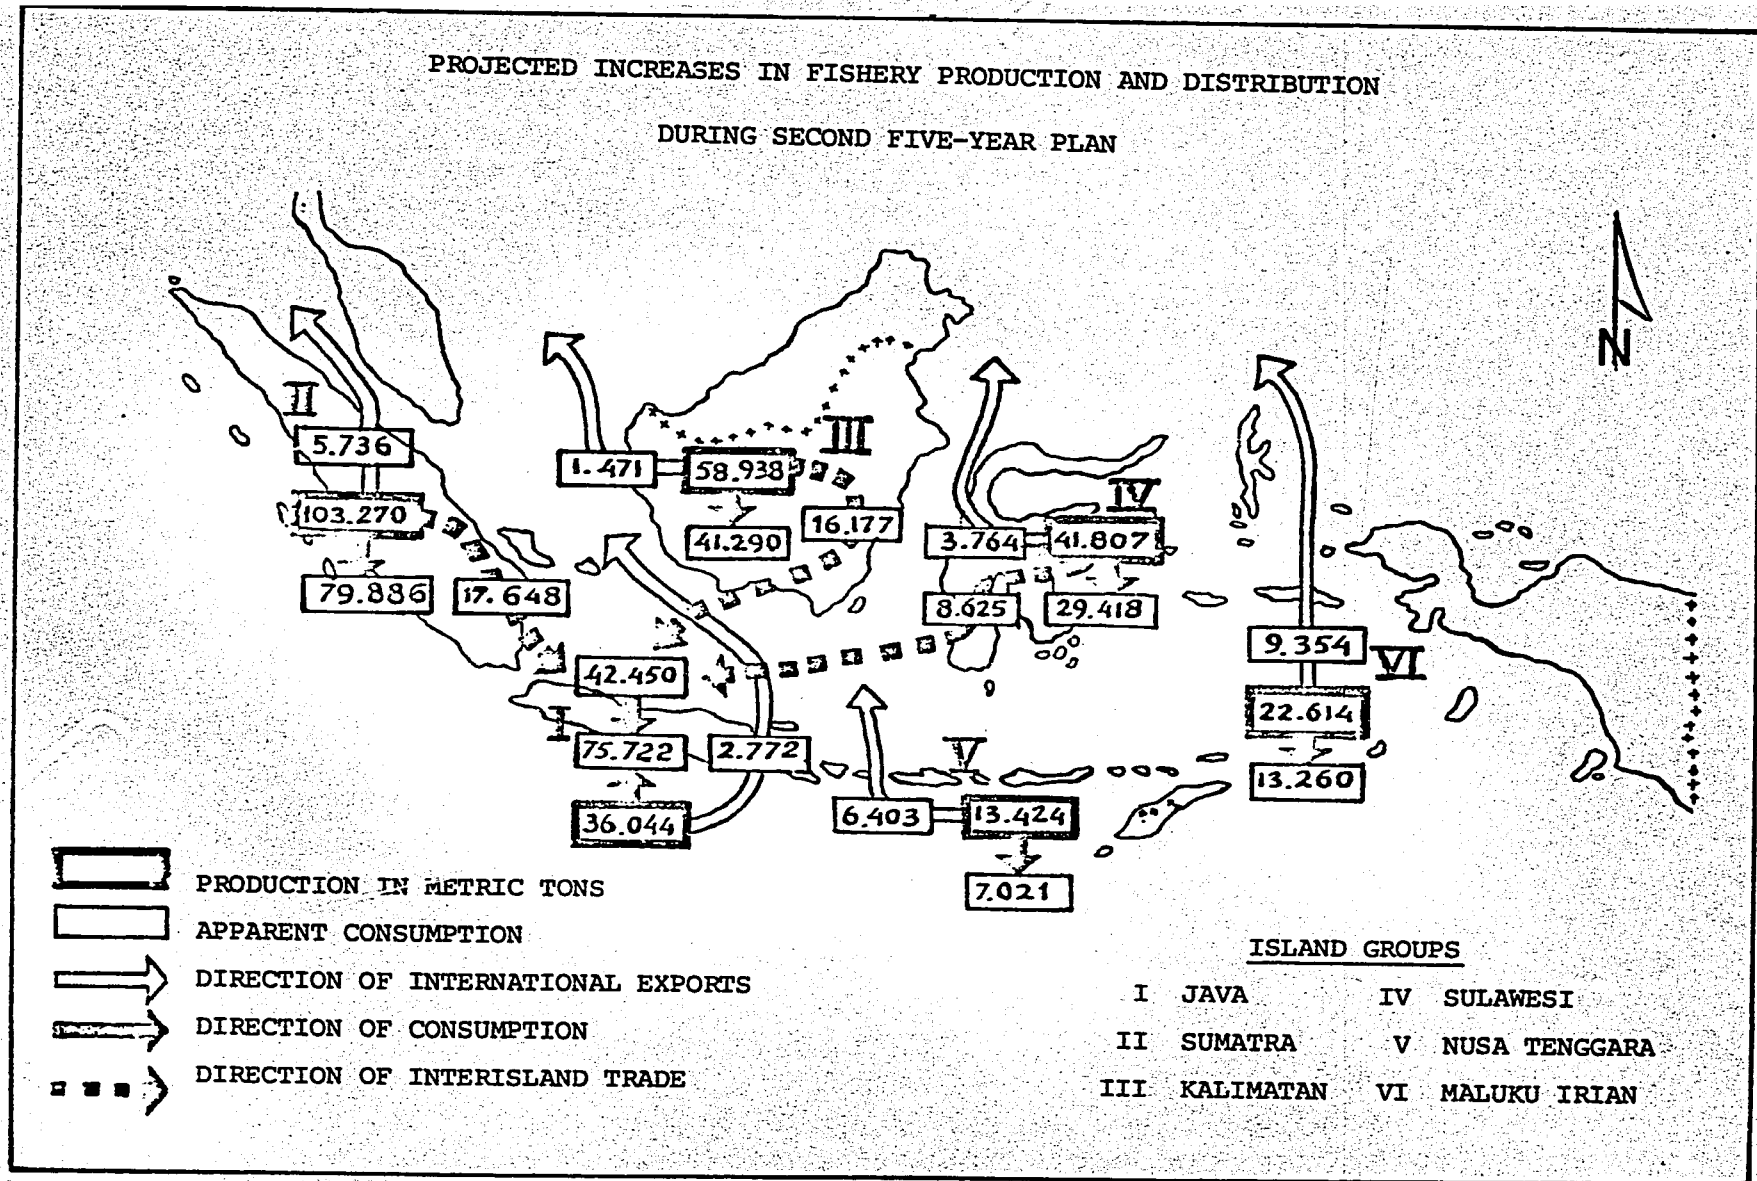 PROJECTED INCREASES IN FISHERY PRODUCTION AND DISTRIBUTION
DURING SECOND FIVE-YEAR PLAN
N
II
5.736
103.270
79.886
17.648
III
1.471
58.938
41.290
16.177
IV
3.764
41.807
8.625
29.418
9.354
VI
22.614
13.260
42.450
I
75.722
2.772
36.044
V
6.403
13.424
7.021
PRODUCTION IN METRIC TONS
APPARENT CONSUMPTION
DIRECTION OF INTERNATIONAL EXPORTS
DIRECTION OF CONSUMPTION
DIRECTION OF INTERISLAND TRADE
ISLAND GROUPS
I JAVA IV SULAWESI
II SUMATRA V NUSA TENGGARA
III KALIMATAN VI MALUKU IRIAN